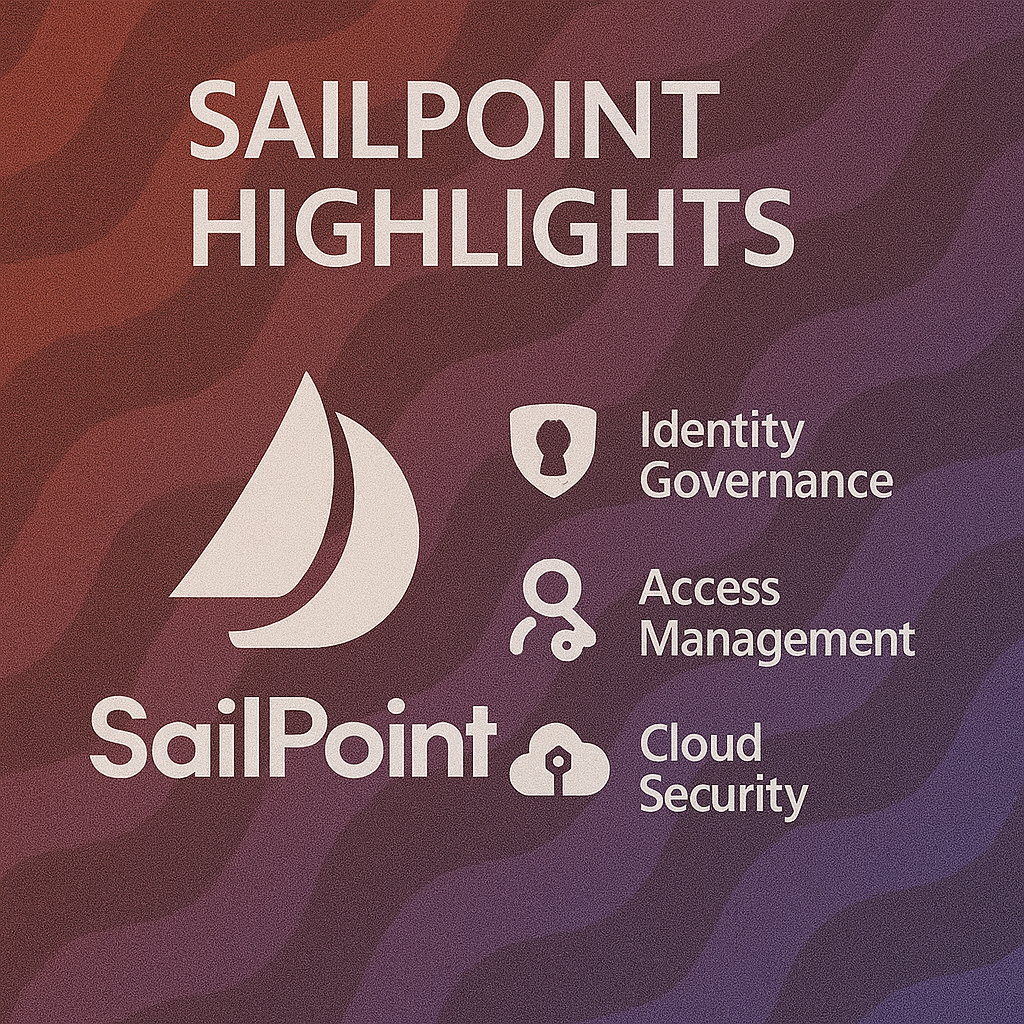 SAILPOINT
HIGHLIGHTS
SailPoint
Identity
Governance
Access
Management
Cloud
Security